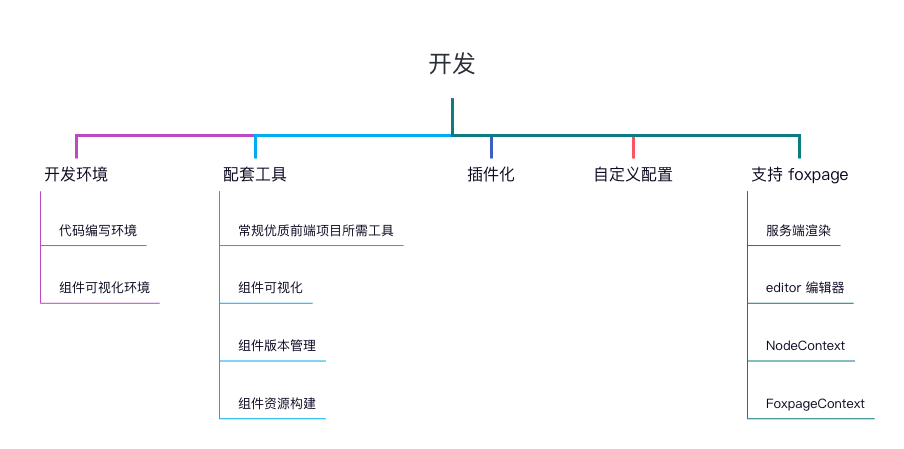 开发
开发环境
代码编写环境
组件可视化环境
配套工具
常规优质前端项目所需工具
组件可视化
组件版本管理
组件资源构建
插件化
自定义配置
支持 foxpage
服务端渲染
editor 编辑器
NodeContext
FoxpageContext